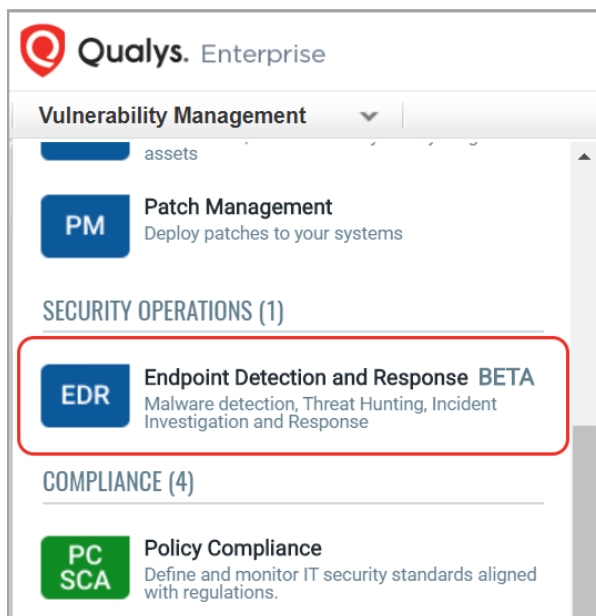 Qualys. Enterprise
Vulnerability Management
assets
PM
Patch Management
Deploy patches to your systems
SECURITY OPERATIONS (1)
EDR
Endpoint Detection and Response BETA
Malware detection, Threat Hunting, Incident
Investigation and Response
COMPLIANCE (4)
PC
SCA
Policy Compliance
Define and monitor IT security standards aligned
with regulations.